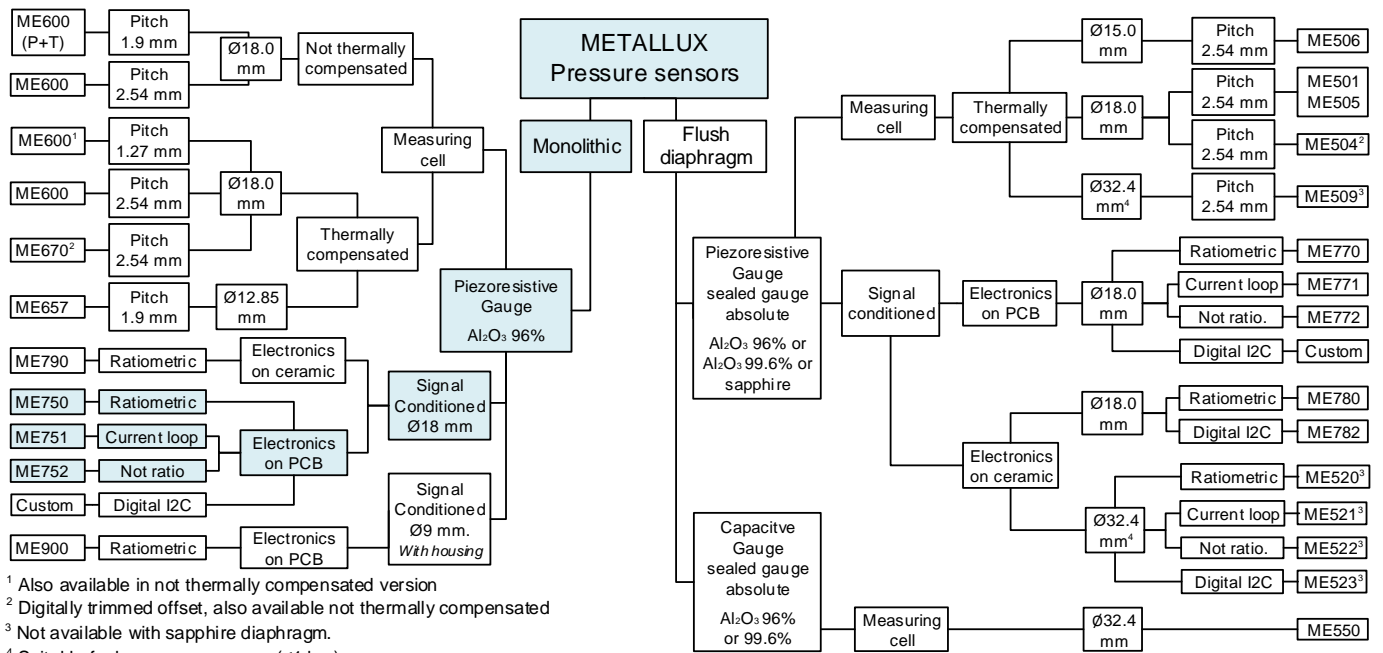 METALLUX
Pressure sensors
Monolithic
Flush
diaphragm
ME600
(P+T)
Pitch
1.9 mm
Ø18.0
mm
Not thermally
compensated
ME600
Pitch
2.54 mm
Measuring
cell
ME600¹
Pitch
1.27 mm
ME600
Pitch
2.54 mm
Ø18.0
mm
Thermally
compensated
ME670²
Pitch
2.54 mm
ME657
Pitch
1.9 mm
Ø12.85
mm
Piezoresistive
Gauge
Al₂O₃ 96%
ME790
Ratiometric
Electronics
on ceramic
Signal
Conditioned
Ø18 mm
ME750
Ratiometric
ME751
Current loop
Electronics
on PCB
ME752
Not ratio
Custom
Digital I2C
Signal
Conditioned
Ø9 mm.
With housing
ME900
Ratiometric
Electronics
on PCB
Piezoresistive
Gauge
sealed gauge
absolute
Al₂O₃ 96% or
Al₂O₃ 99.6% or
sapphire
Measuring
cell
Thermally
compensated
Ø15.0
mm
Pitch
2.54 mm
ME506
Ø18.0
mm
Pitch
2.54 mm
ME501
ME505
Pitch
2.54 mm
ME504²
Ø32.4
mm⁴
Pitch
2.54 mm
ME509³
Signal
conditioned
Electronics
on PCB
Ø18.0
mm
Ratiometric
ME770
Current loop
ME771
Not ratio.
ME772
Digital I2C
Custom
Electronics
on ceramic
Ø18.0
mm
Ratiometric
ME780
Digital I2C
ME782
Ø32.4
mm⁴
Ratiometric
ME520³
Current loop
ME521³
Not ratio.
ME522³
Digital I2C
ME523³
Capacitve
Gauge
sealed gauge
absolute
Al₂O₃ 96%
or 99.6%
Measuring
cell
Ø32.4
mm
ME550
¹ Also available in not thermally compensated version
² Digitally trimmed offset, also available not thermally compensated
³ Not available with sapphire diaphragm.